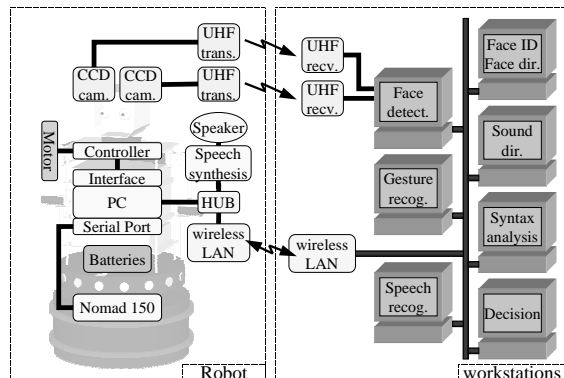 UHF
trans.
CCD
cam.
CCD
cam.
UHF
trans.
Speaker
Motor
Controller
Speech
synthesis
Interface
PC
HUB
Serial Port
wireless
LAN
Batteries
Nomad 150
Robot
UHF
recv.
UHF
recv.
Face
detect.
Face ID
Face dir.
Sound
dir.
Gesture
recog.
Syntax
analysis
wireless
LAN
Speech
recog.
Decision
workstations